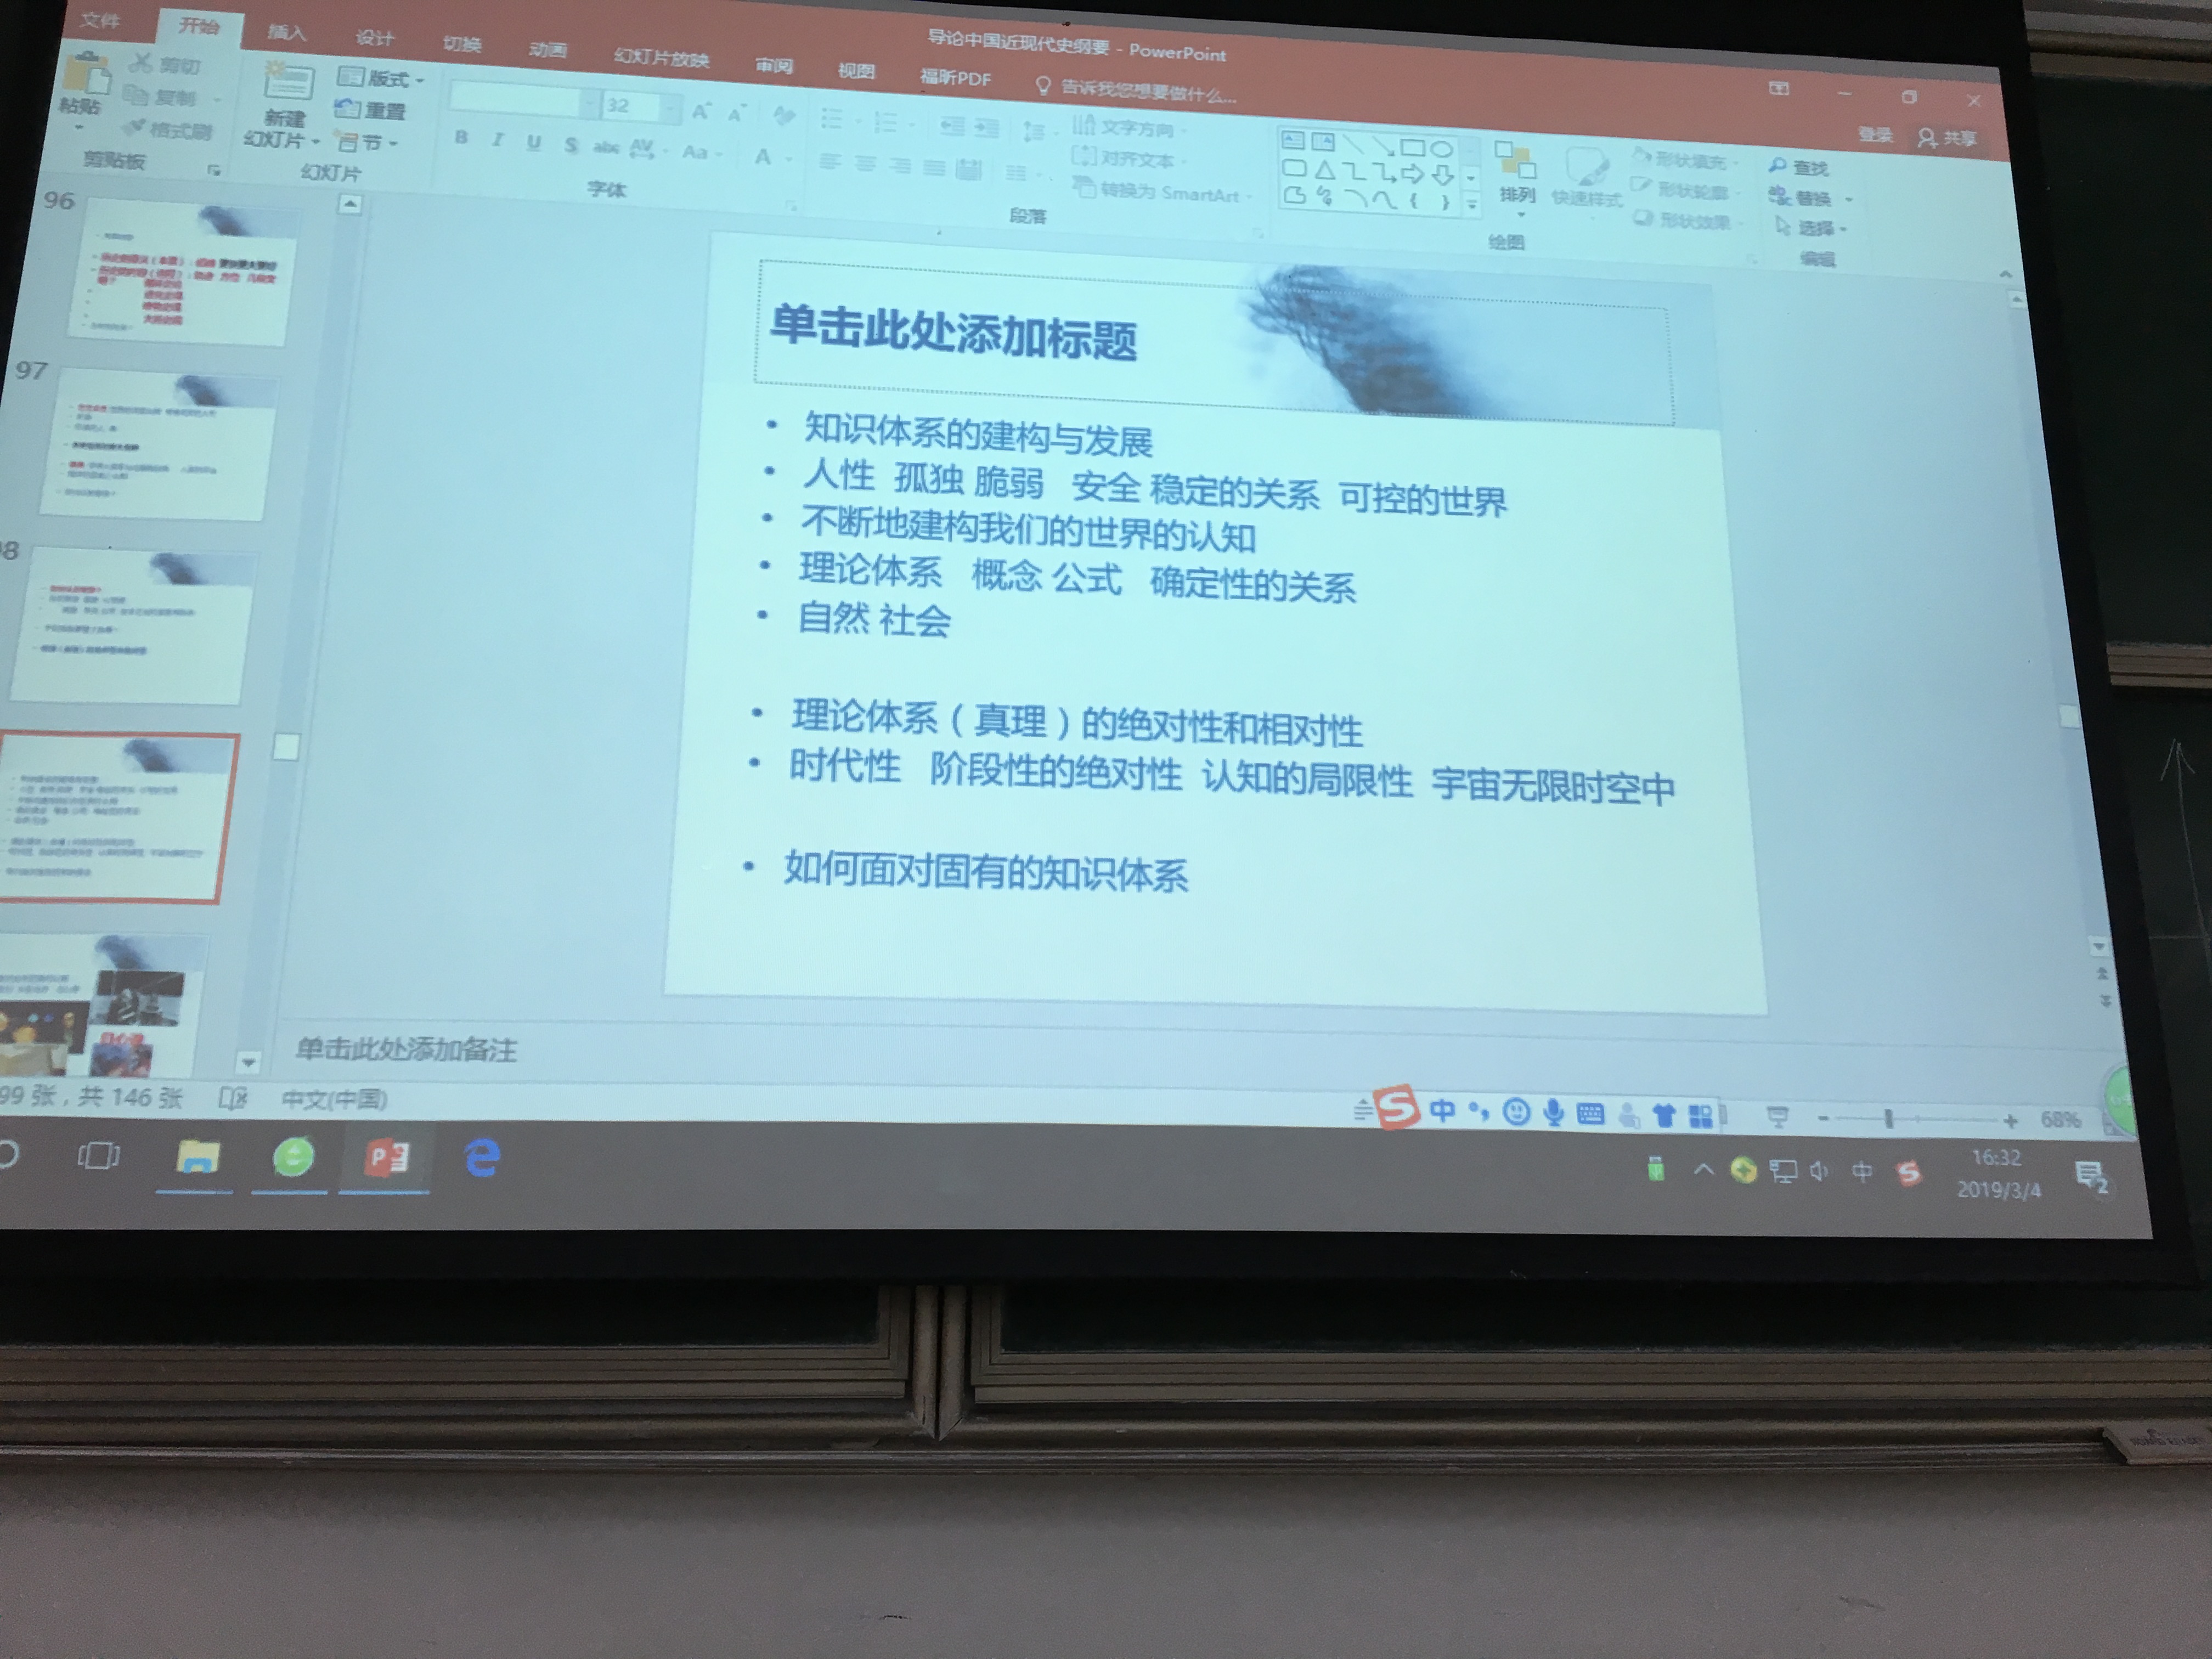 导论中国近现代史纲要 - PowerPoint
文件 开始 插入 设计 切换 动画 幻灯片放映 审阅 视图 福昕PDF 告诉我您想要做什么...
登录 共享
粘贴
剪切
复制
格式刷
剪贴板
新建
幻灯片
版式
重置
节
幻灯片
32
B I U S abc AV Aa A
字体
文字方向
对齐文本
转换为 SmartArt
段落
排列
快速样式
形状填充
形状轮廓
形状效果
绘图
查找
替换
选择
编辑
96
97
单击此处添加标题
• 知识体系的建构与发展
• 人性 孤独 脆弱 安全 稳定的关系 可控的世界
• 不断地建构我们的世界的认知
• 理论体系 概念 公式 确定性的关系
• 自然 社会
• 理论体系（真理）的绝对性和相对性
• 时代性 阶段性的绝对性 认知的局限性 宇宙无限时空中
• 如何面对固有的知识体系
单击此处添加备注
99 张，共 146 张 中文(中国)
中
68%
中
16:32
2019/3/4
2